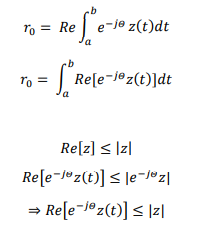 r₀ = Re ∫ₐᵇ e^{-jθ} z(t)dt
r₀ = ∫ₐᵇ Re[e^{-jθ}z(t)]dt
Re[z] ≤ |z|
Re[e^{-jθ}z(t)] ≤ |e^{-jθ}z|
⇒ Re[e^{-jθ}z(t)] ≤ |z|